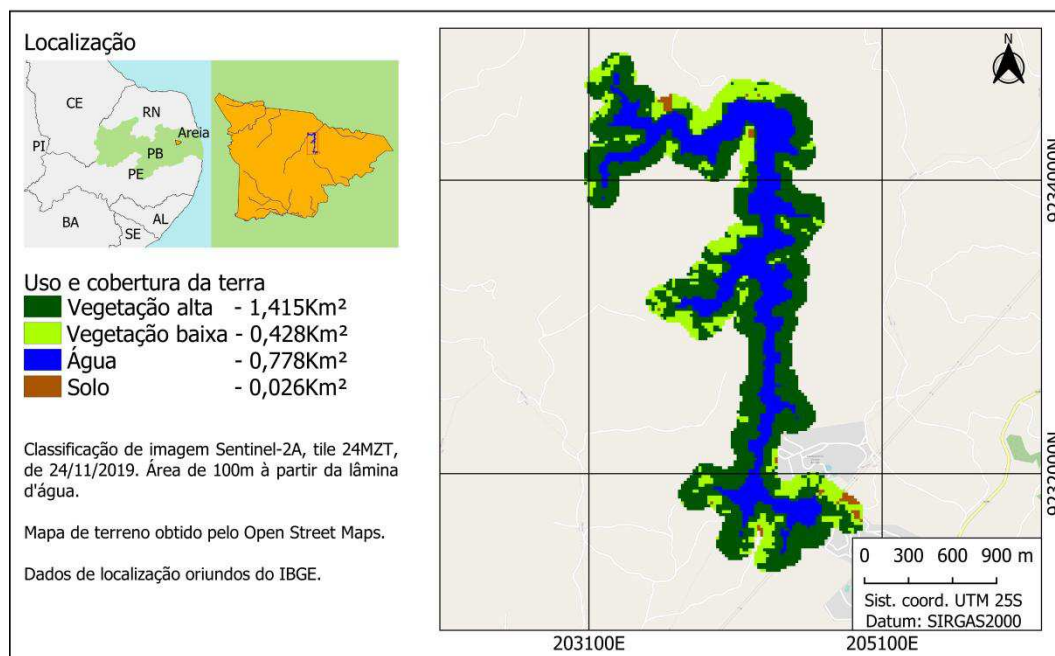 Localização
CE
RN
Areia
PI
PB
PE
BA
AL
SE
Uso e cobertura da terra
Vegetação alta - 1,415Km²
Vegetação baixa - 0,428Km²
Água - 0,778Km²
Solo - 0,026Km²
Classificação de imagem Sentinel-2A, tile 24MZT,
de 24/11/2019. Área de 100m à partir da lâmina
d'água.
Mapa de terreno obtido pelo Open Street Maps.
Dados de localização oriundos do IBGE.
N
9234000N
9232000N
0 300 600 900 m
Sist. coord. UTM 25S
Datum: SIRGAS2000
203100E
205100E